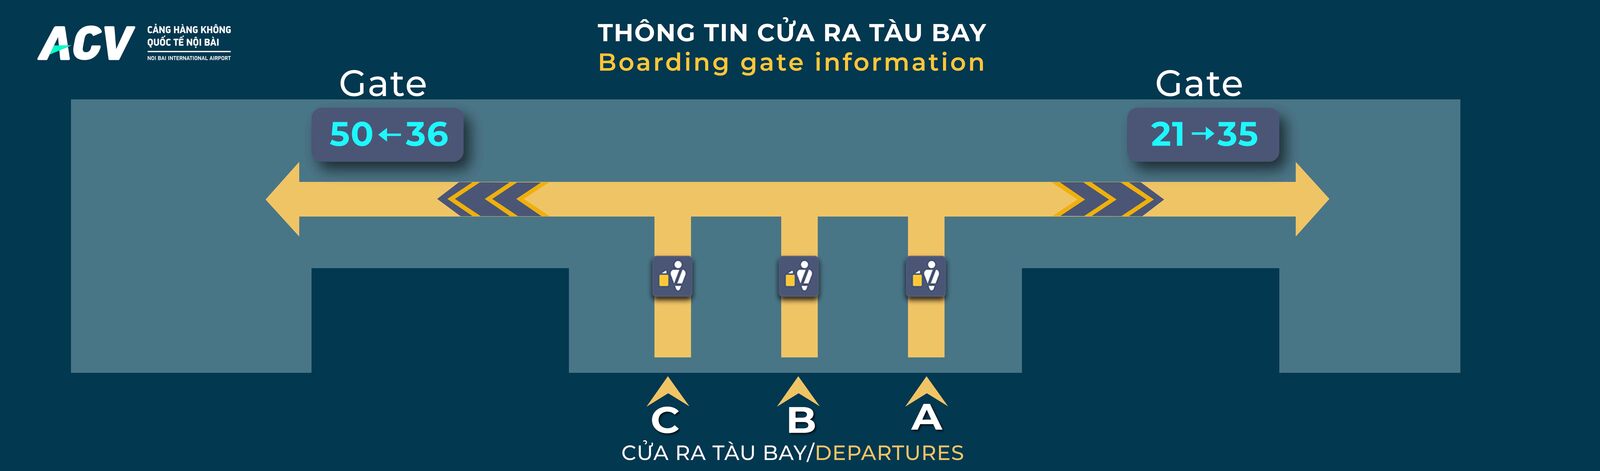 ACV
CẢNG HÀNG KHÔNG
QUỐC TẾ NỘI BÀI
NOI BAI INTERNATIONAL AIRPORT
THÔNG TIN CỬA RA TÀU BAY
Boarding gate information
Gate
50 ← 36
Gate
21 → 35
C B A
CỬA RA TÀU BAY/DEPARTURES